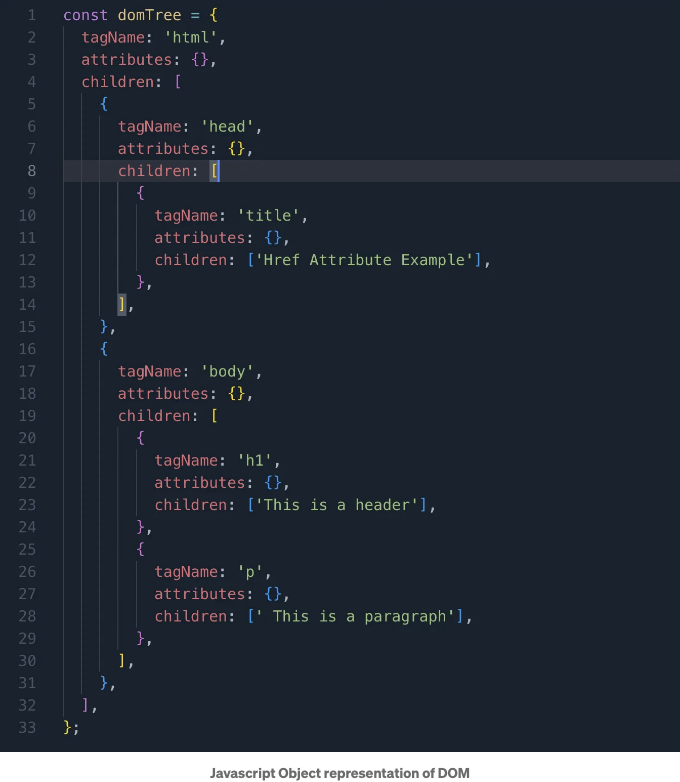 1 const domTree = {
2   tagName: 'html',
3   attributes: {},
4   children: [
5     {
6       tagName: 'head',
7       attributes: {},
8       children: [
9         {
10           tagName: 'title',
11           attributes: {},
12           children: ['Href Attribute Example'],
13         },
14       ],
15     },
16     {
17       tagName: 'body',
18       attributes: {},
19       children: [
20         {
21           tagName: 'h1',
22           attributes: {},
23           children: ['This is a header'],
24         },
25         {
26           tagName: 'p',
27           attributes: {},
28           children: [' This is a paragraph'],
29         },
30       ],
31     },
32   ],
33 };
Javascript Object representation of DOM